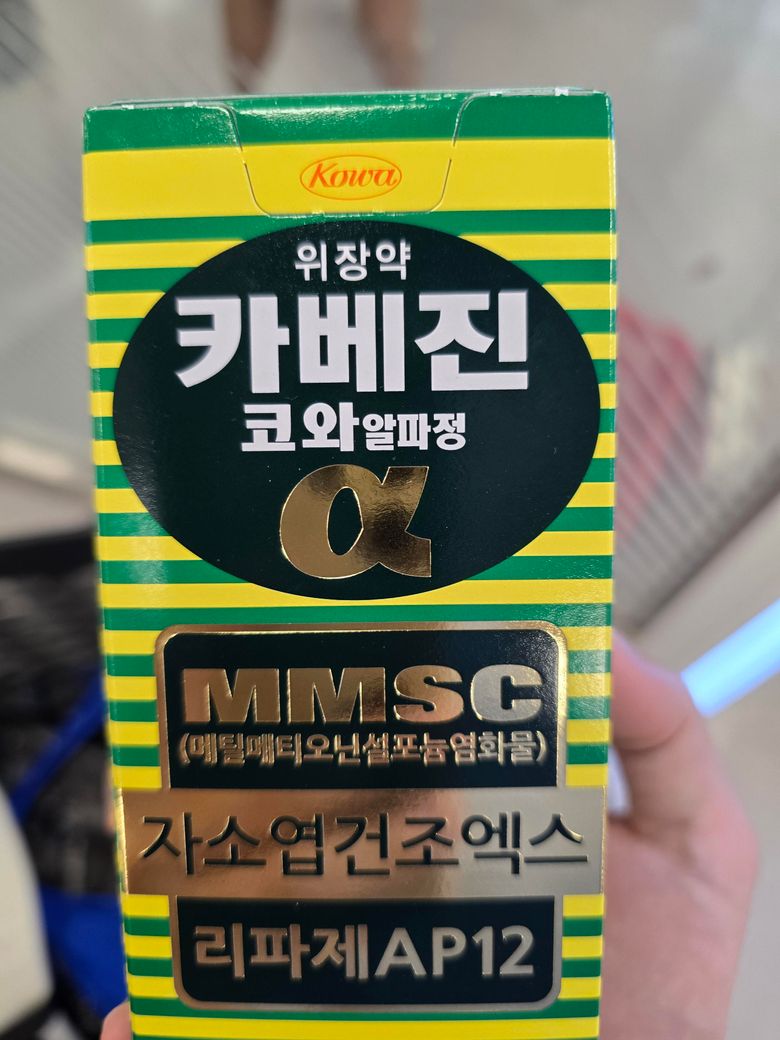 Kowa
위장약
카베진
코와알파정
α
MMSC
(메틸메티오닌설포늄염화물)
자소엽건조엑스
리파제AP12